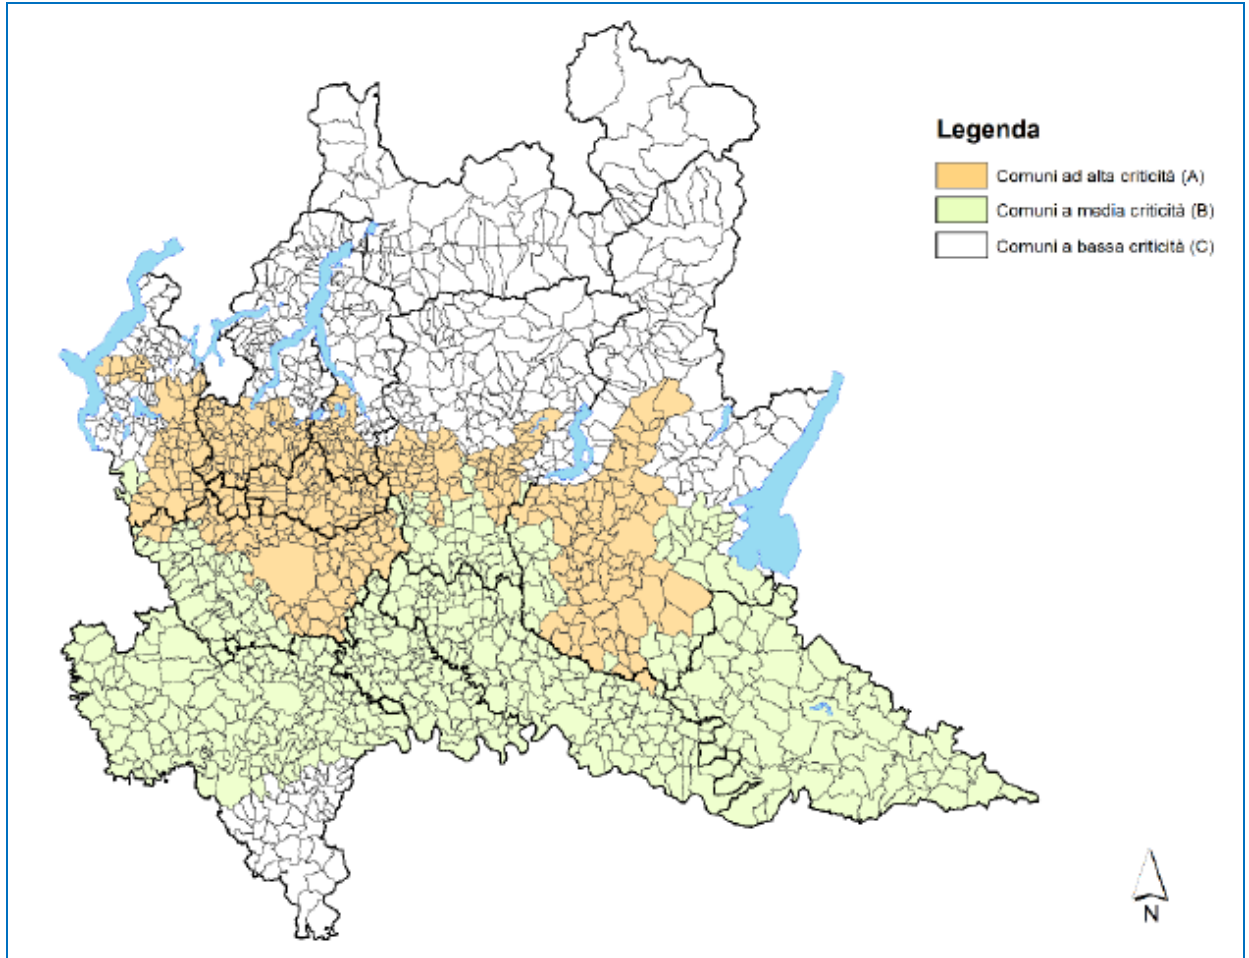 Legenda
Comuni ad alta criticità (A)
Comuni a media criticità (B)
Comuni a bassa criticità (C)
N